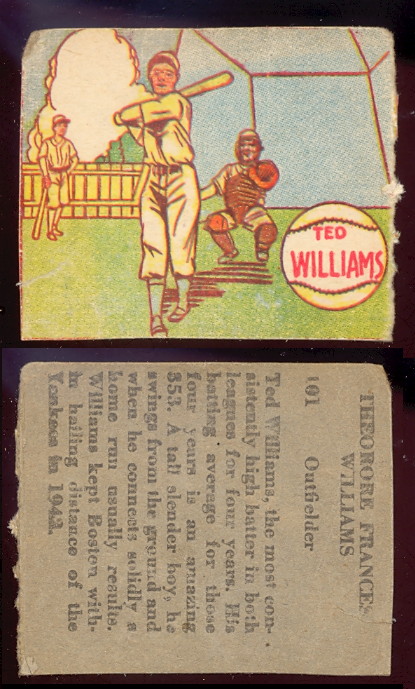 TED
WILLIAMS
THEORORE FRANCES
WILLIAMS
101 Outfielder
Ted Williams, the most con-
sistently high batter in both
leagues for four years. His
batting average for those
four years is an amazing
353. A tall slender boy, he
swings from the ground and
when he connects solidly a
home run usually results.
Williams kept Boston with-
in hailing distance of the
Yankees in 1942.